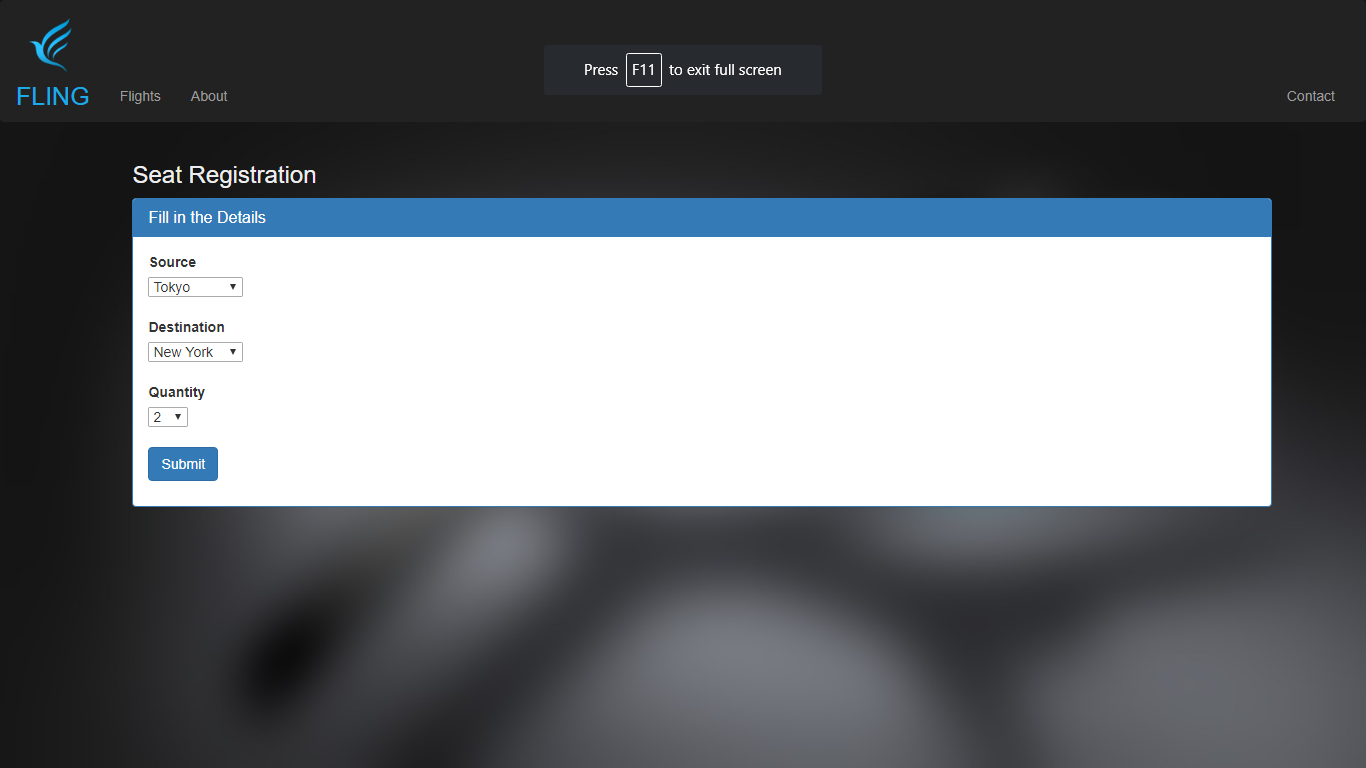 Press F11 to exit full screen
FLING Flights About Contact
Seat Registration
Fill in the Details
Source
Tokyo
Destination
New York
Quantity
2
Submit